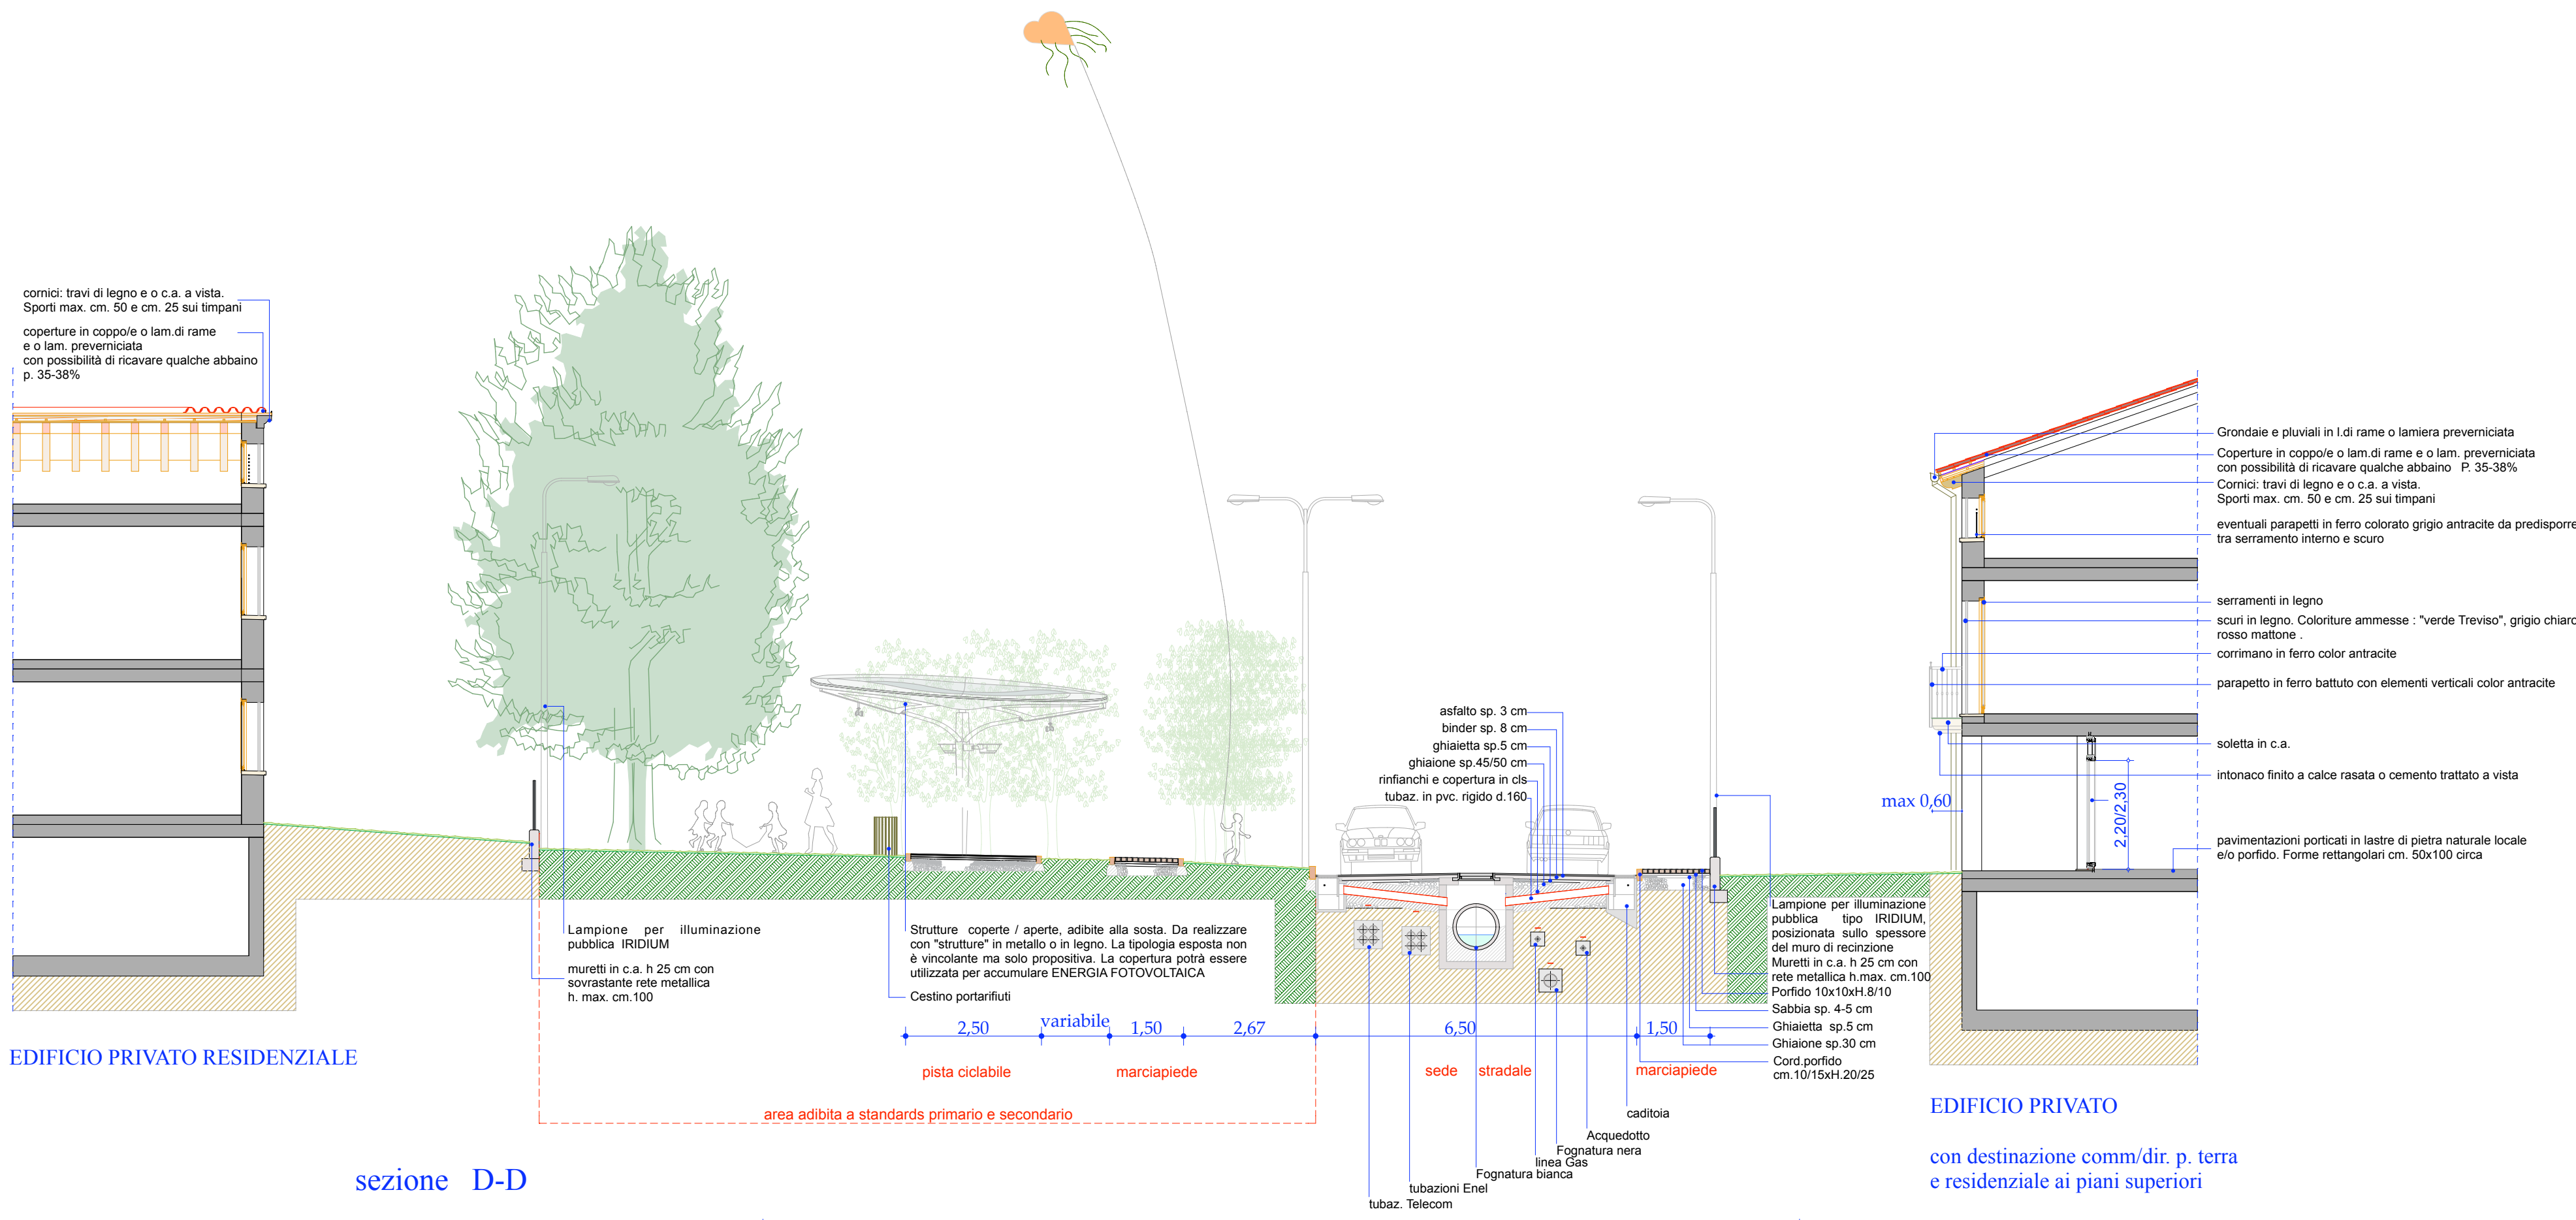 cornici: travi di legno e o c.a. a vista.
Sporti max. cm. 50 e cm. 25 sui timpani
coperture in coppo/e o lam.di rame
e o lam. preverniciata
con possibilità di ricavare qualche abbaino
p. 35-38%
Grondaie e pluviali in l.di rame o lamiera preverniciata
Coperture in coppo/e o lam.di rame e o lam. preverniciata
con possibilità di ricavare qualche abbaino P. 35-38%
Cornici: travi di legno e o c.a. a vista.
Sporti max. cm. 50 e cm. 25 sui timpani
eventuali parapetti in ferro colorato grigio antracite da predisporre
tra serramento interno e scuro
serramenti in legno
scuri in legno. Coloriture ammesse : "verde Treviso", grigio chiaro
rosso mattone .
corrimano in ferro color antracite
parapetto in ferro battuto con elementi verticali color antracite
soletta in c.a.
intonaco finito a calce rasata o cemento trattato a vista
max 0,60
2,20/2,30
pavimentazioni porticati in lastre di pietra naturale locale
e/o porfido. Forme rettangolari cm. 50x100 circa
asfalto sp. 3 cm
binder sp. 8 cm
ghiaietta sp.5 cm
ghiaione sp.45/50 cm
rinfianchi e copertura in cls
tubaz. in pvc. rigido d.160
Lampione per illuminazione
pubblica IRIDIUM
muretti in c.a. h 25 cm con
sovrastante rete metallica
h. max. cm.100
Strutture coperte / aperte, adibite alla sosta. Da realizzare
con "strutture" in metallo o in legno. La tipologia esposta non
è vincolante ma solo propositiva. La copertura potrà essere
utilizzata per accumulare ENERGIA FOTOVOLTAICA
Cestino portarifiuti
Lampione per illuminazione
pubblica tipo IRIDIUM,
posizionata sullo spessore
del muro di recinzione
Muretti in c.a. h 25 cm con
rete metallica h.max. cm.100
Porfido 10x10xH.8/10
Sabbia sp. 4-5 cm
Ghiaietta sp.5 cm
Ghiaione sp.30 cm
Cord.porfido
cm.10/15xH.20/25
2,50 variabile 1,50 2,67 6,50 1,50
pista ciclabile marciapiede sede stradale marciapiede
area adibita a standards primario e secondario
caditoia
Acquedotto
Fognatura nera
linea Gas
Fognatura bianca
tubazioni Enel
tubaz. Telecom
EDIFICIO PRIVATO RESIDENZIALE
EDIFICIO PRIVATO
con destinazione comm/dir. p. terra
e residenziale ai piani superiori
sezione D-D